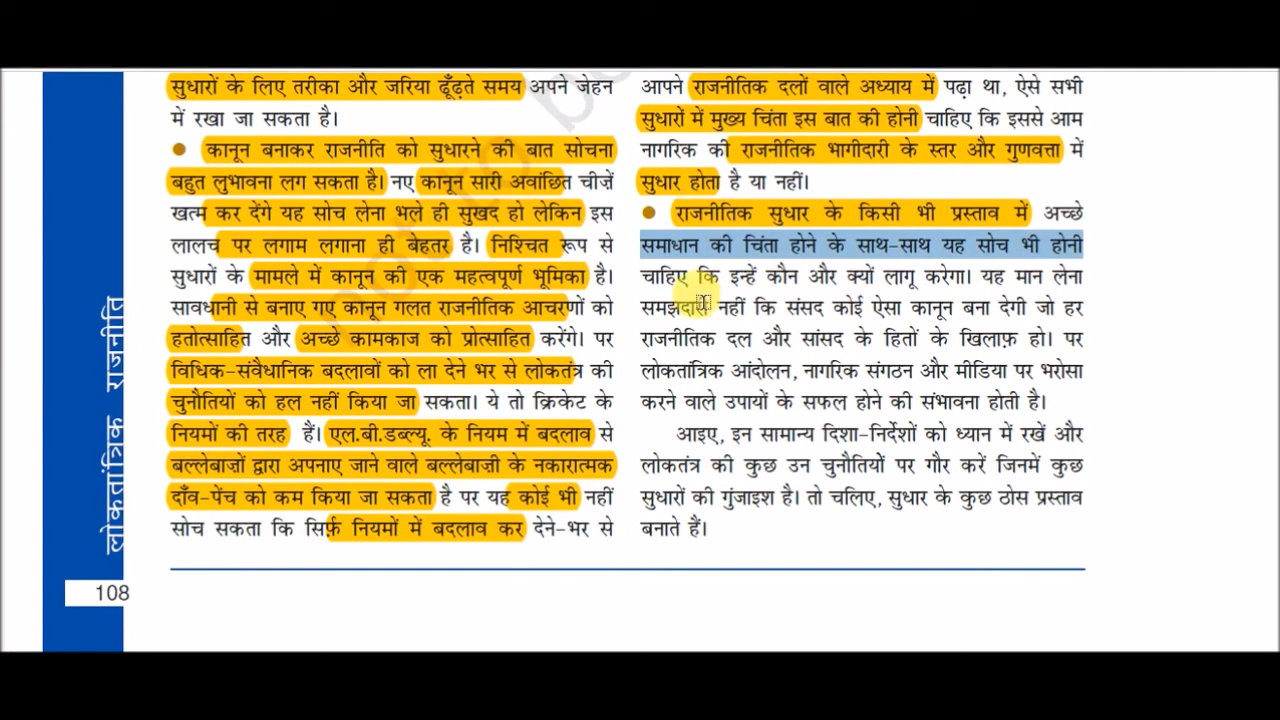 सुधारों के लिए तरीका और जरिया ढूँढ़ते समय अपने जेहन
में रखा जा सकता है।
● कानून बनाकर राजनीति को सुधारने की बात सोचना
बहुत लुभावना लग सकता है। नए कानून सारी अवांछित चीज़ें
खत्म कर देंगे यह सोच लेना भले ही सुखद हो लेकिन इस
लालच पर लगाम लगाना ही बेहतर है। निश्चित रूप से
सुधारों के मामले में कानून की एक महत्वपूर्ण भूमिका है।
सावधानी से बनाए गए कानून गलत राजनीतिक आचरणों को
हतोत्साहित और अच्छे कामकाज को प्रोत्साहित करेंगे। पर
विधिक-संवैधानिक बदलावों को ला देने भर से लोकतंत्र की
चुनौतियों को हल नहीं किया जा सकता। ये तो क्रिकेट के
नियमों की तरह हैं। एल.बी.डब्ल्यू. के नियम में बदलाव से
बल्लेबाजों द्वारा अपनाए जाने वाले बल्लेबाज़ी के नकारात्मक
दाँव-पेंच को कम किया जा सकता है पर यह कोई भी नहीं
सोच सकता कि सिर्फ़ नियमों में बदलाव कर देने-भर से
आपने राजनीतिक दलों वाले अध्याय में पढ़ा था, ऐसे सभी
सुधारों में मुख्य चिंता इस बात की होनी चाहिए कि इससे आम
नागरिक की राजनीतिक भागीदारी के स्तर और गुणवत्ता में
सुधार होता है या नहीं।
● राजनीतिक सुधार के किसी भी प्रस्ताव में अच्छे
समाधान की चिंता होने के साथ-साथ यह सोच भी होनी
चाहिए कि इन्हें कौन और क्यों लागू करेगा। यह मान लेना
समझदारी नहीं कि संसद कोई ऐसा कानून बना देगी जो हर
राजनीतिक दल और सांसद के हितों के खिलाफ़ हो। पर
लोकतांत्रिक आंदोलन, नागरिक संगठन और मीडिया पर भरोसा
करने वाले उपायों के सफल होने की संभावना होती है।
आइए, इन सामान्य दिशा-निर्देशों को ध्यान में रखें और
लोकतंत्र की कुछ उन चुनौतियों पर गौर करें जिनमें कुछ
सुधारों की गुंजाइश है। तो चलिए, सुधार के कुछ ठोस प्रस्ताव
बनाते हैं।
लोकतांत्रिक राजनीति
108
not to be